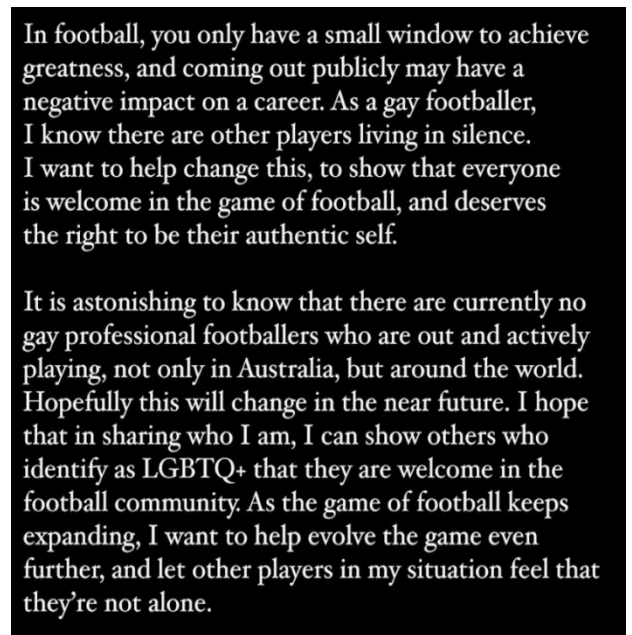 In football, you only have a small window to achieve
greatness, and coming out publicly may have a
negative impact on a career. As a gay footballer,
I know there are other players living in silence.
I want to help change this, to show that everyone
is welcome in the game of football, and deserves
the right to be their authentic self.
It is astonishing to know that there are currently no
gay professional footballers who are out and actively
playing, not only in Australia, but around the world.
Hopefully this will change in the near future. I hope
that in sharing who I am, I can show others who
identify as LGBTQ+ that they are welcome in the
football community. As the game of football keeps
expanding, I want to help evolve the game even
further, and let other players in my situation feel that
they’re not alone.